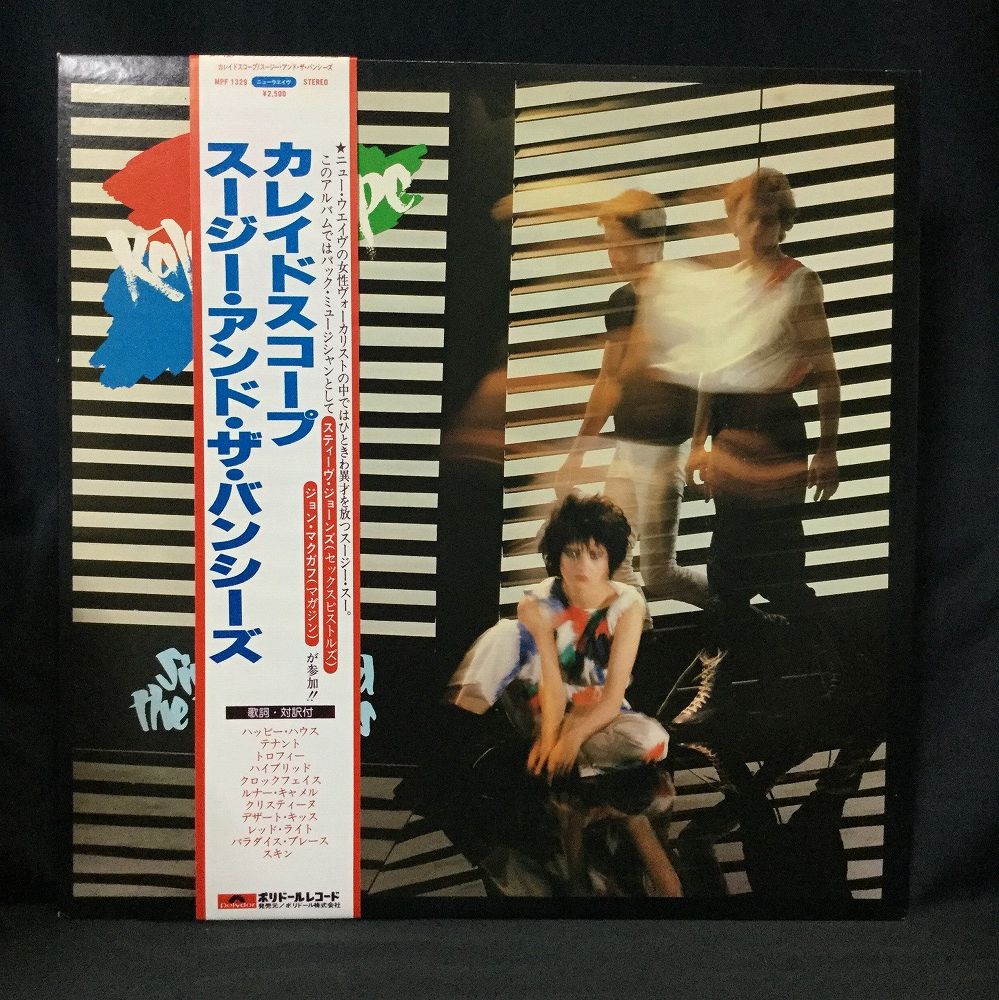 カレイドスコープ/スージー・アンド・ザ・バンシーズ
MPF 1329 ニューウエイヴ STEREO
¥2,500
カレイドスコープ
スージー・アンド・ザ・バンシーズ
★ニュー・ウエイヴの女性ヴォーカリストの中ではひときわ異才を放つスージー・スー。
このアルバムではバック・ミュージシャンとして
スティーヴ・ジョーンズ(セックスピストルズ)
ジョン・マクガフ(マガジン)
が参加!!
歌詞・対訳付
ハッピー・ハウス
テナント
トロフィー
ハイブリッド
クロックフェイス
ルナー・キャメル
クリスティーヌ
デザート・キッス
レッド・ライト
パラダイス・プレース
スキン
Polydor ポリドールレコード
発売元/ポリドール株式会社
the